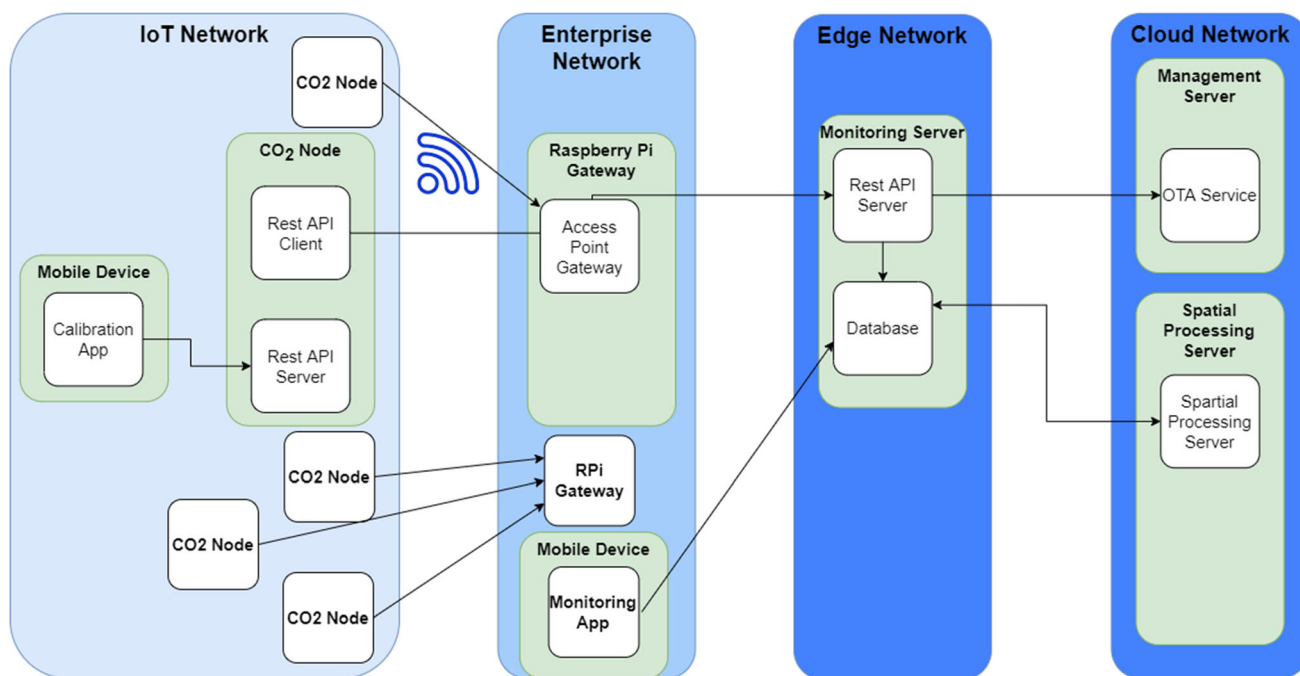 IoT Network
CO2 Node
CO₂ Node
Rest API
Client
Mobile Device
Calibration
App
Rest API
Server
CO2 Node
CO2 Node
CO2 Node
Enterprise
Network
Raspberry Pi
Gateway
Access
Point
Gateway
RPi
Gateway
Mobile Device
Monitoring
App
Edge Network
Monitoring Server
Rest API
Server
Database
Cloud Network
Management
Server
OTA Service
Spatial
Processing
Server
Spartial
Processing
Server